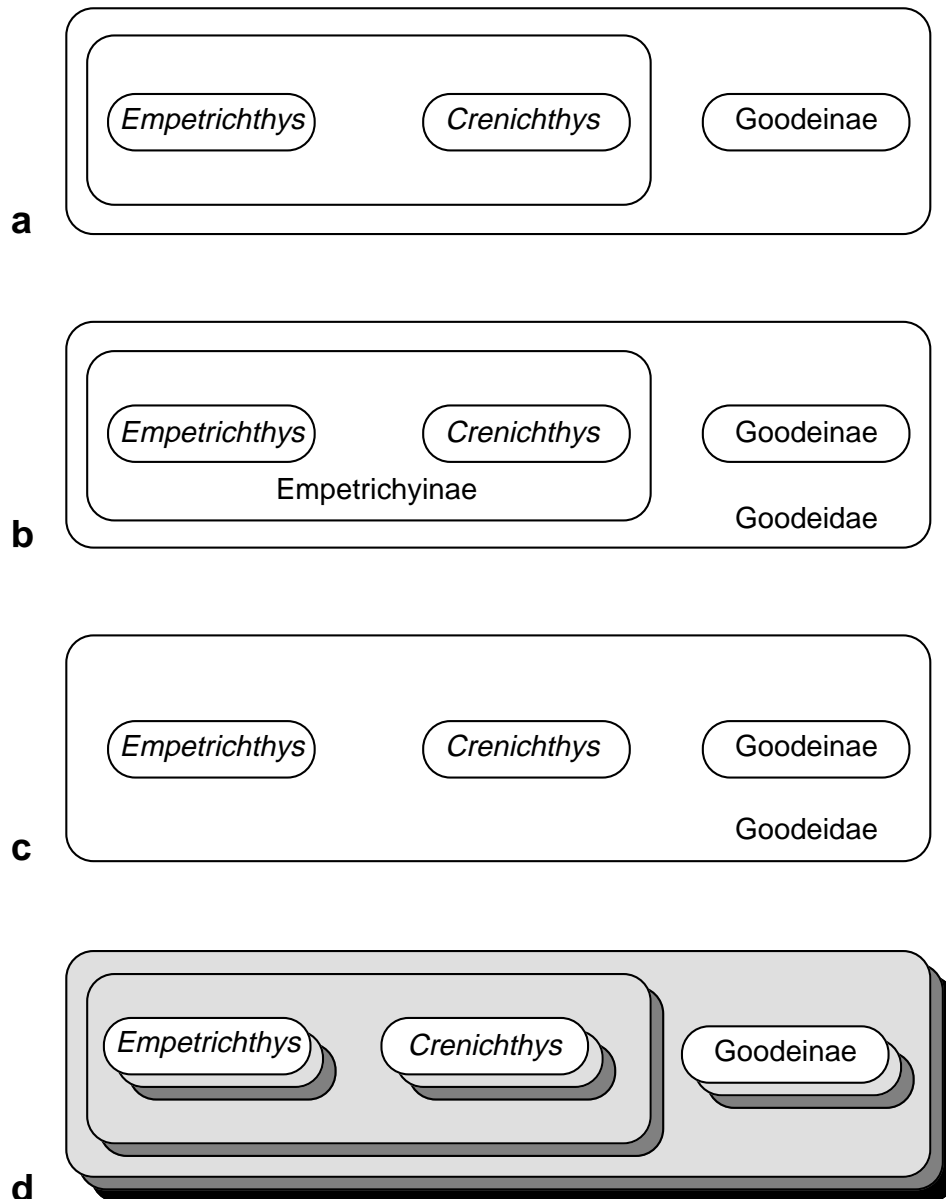 Empetrichthys Crenichthys Goodeinae
a
Empetrichthys Crenichthys Goodeinae
Empetrichyinae
Goodeidae
b
Empetrichthys Crenichthys Goodeinae
Goodeidae
c
Empetrichthys Crenichthys Goodeinae
d